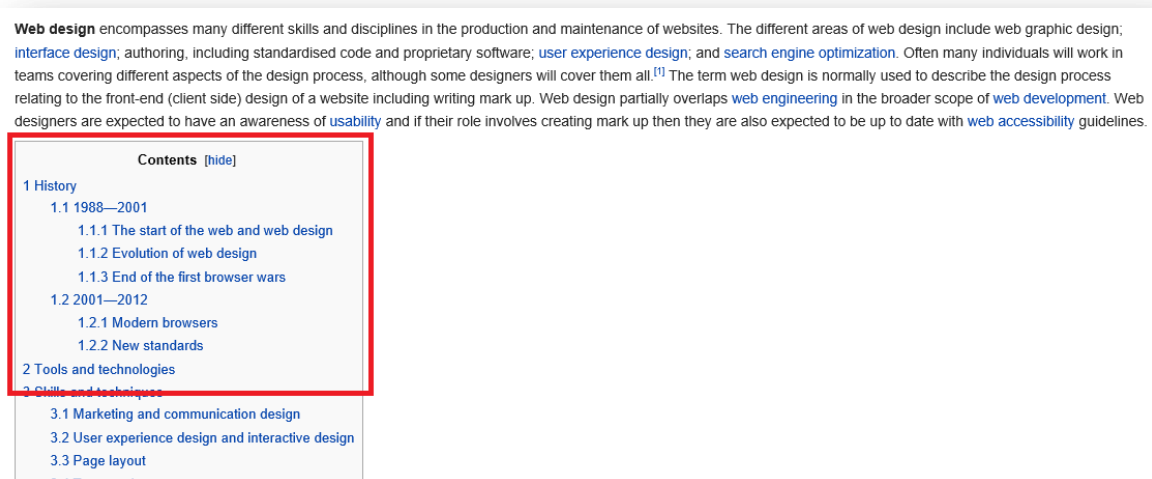 Web design encompasses many different skills and disciplines in the production and maintenance of websites. The different areas of web design include web graphic design;
interface design; authoring, including standardised code and proprietary software; user experience design; and search engine optimization. Often many individuals will work in
teams covering different aspects of the design process, although some designers will cover them all.[1] The term web design is normally used to describe the design process
relating to the front-end (client side) design of a website including writing mark up. Web design partially overlaps web engineering in the broader scope of web development. Web
designers are expected to have an awareness of usability and if their role involves creating mark up then they are also expected to be up to date with web accessibility guidelines.
Contents [hide]
1 History
1.1 1988—2001
1.1.1 The start of the web and web design
1.1.2 Evolution of web design
1.1.3 End of the first browser wars
1.2 2001—2012
1.2.1 Modern browsers
1.2.2 New standards
2 Tools and technologies
3 Skills and techniques
3.1 Marketing and communication design
3.2 User experience design and interactive design
3.3 Page layout